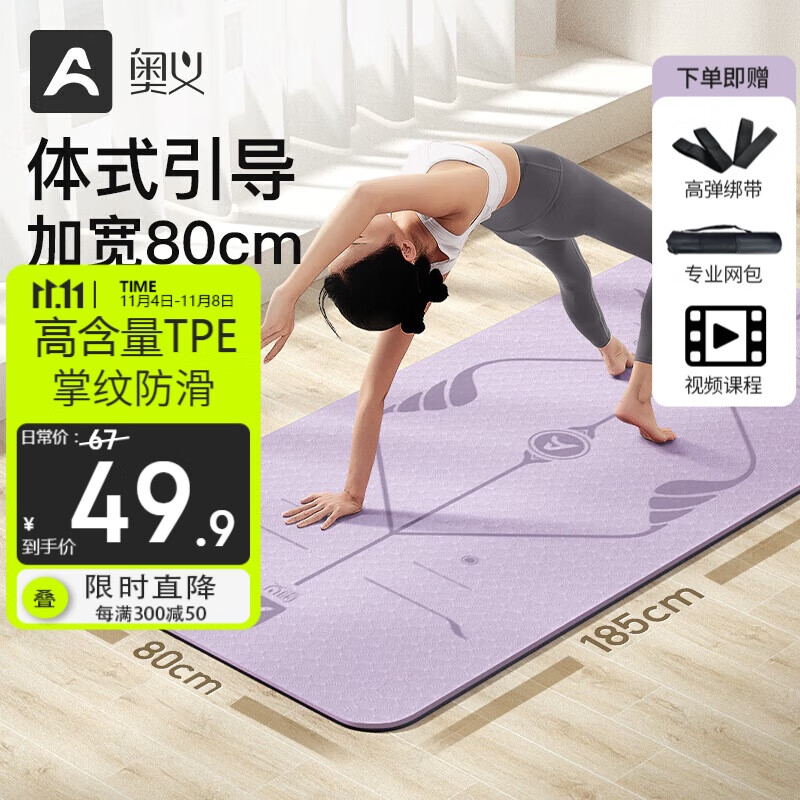 奥义
体式引导
加宽80cm
11.11
TIME
11月4日-11月8日
高含量TPE
掌纹防滑
日常价：67
¥
到手价
49.9
叠
限时直降
每满300减50
下单即赠
高弹绑带
专业网包
视频课程
80cm
185cm